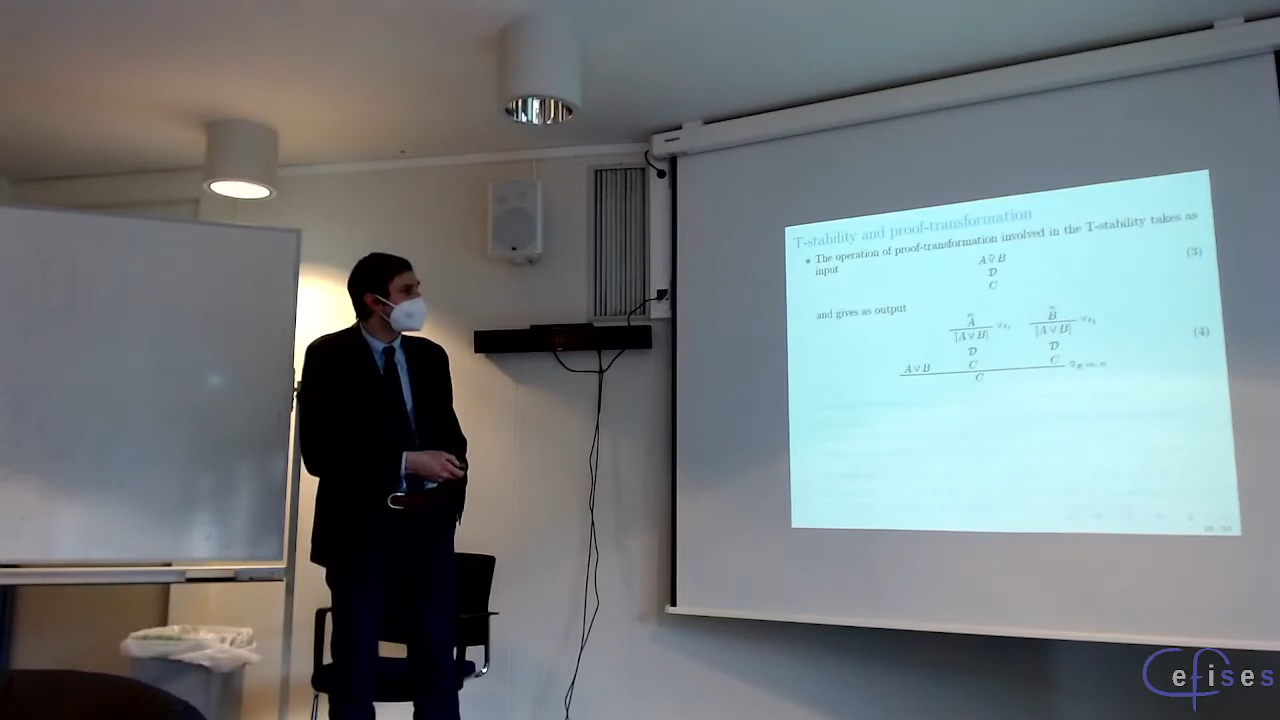 T-stability and proof-transformation
• The operation of proof-transformation involved in the T-stability takes as
input
A ∨ B (3)
D
C
and gives as output
m n
A B
[A ∨ B] [A ∨ B] (4)
D D
A ∨ B C C
C
efises